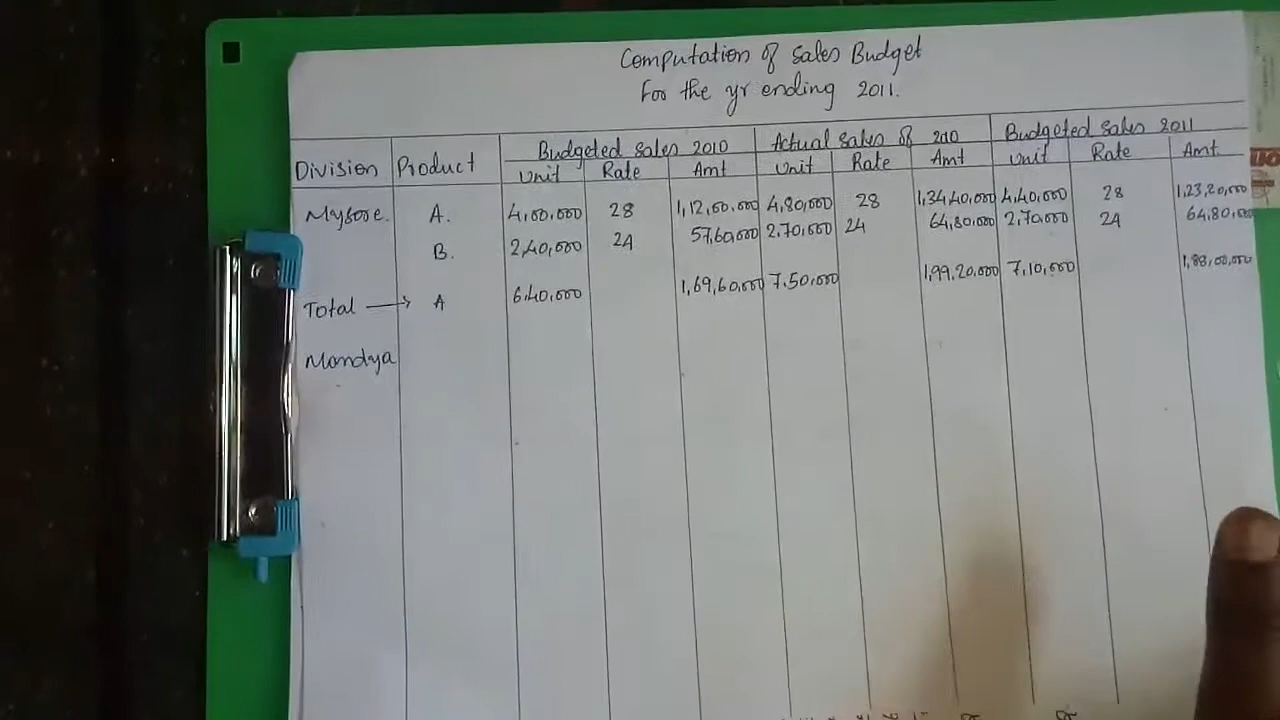 Computation of Sales Budget
For the yr ending 2011.
Division Product Budgeted Sales 2010 Actual Sales of 2010 Budgeted Sales 2011
Unit Rate Amt Unit Rate Amt Unit Rate Amt
Mysore. A. 4,00,000 28 1,12,00,000 4,80,000 28 1,34,40,000 4,40,000 28 1,23,20,000
B. 2,40,000 24 57,60,000 2,70,000 24 64,80,000 2,70,000 24 64,80,000
Total → A 6,40,000 1,69,60,000 7,50,000 1,99,20,000 7,10,000 1,88,00,000
Mandya